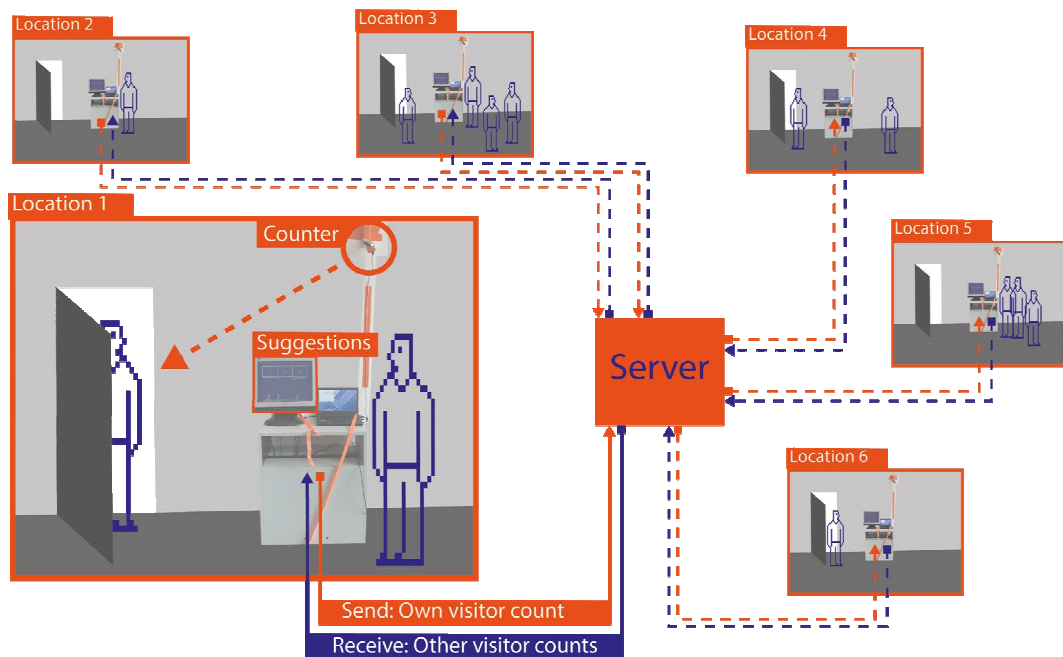 Location 2
Location 3
Location 4
Location 1
Counter
Location 5
Suggestions
Server
Location 6
Send: Own visitor count
Receive: Other visitor counts